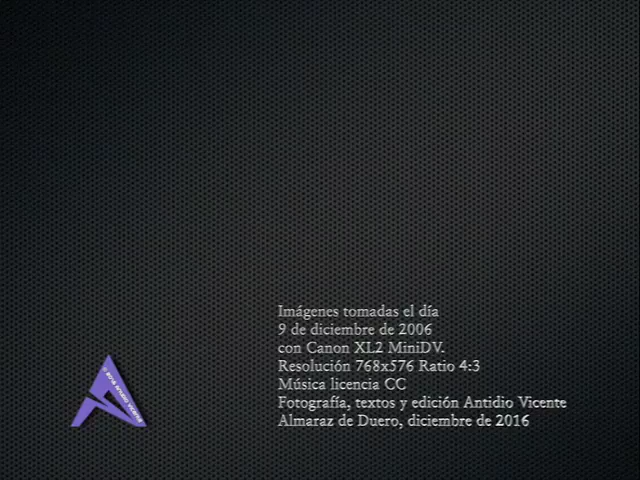 Imágenes tomadas el día
9 de diciembre de 2006
con Canon XL2 MiniDV.
Resolución 768x576 Ratio 4:3
Música licencia CC
Fotografía, textos y edición Antidio Vicente
Almaraz de Duero, diciembre de 2016